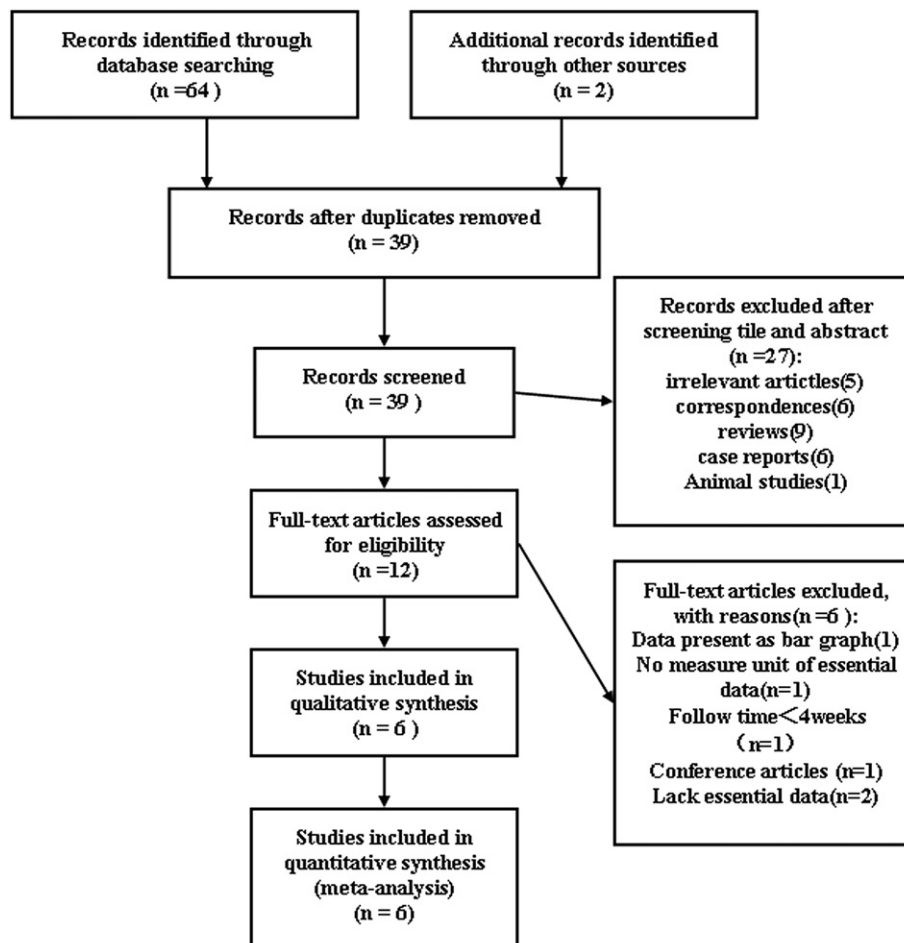 Records identified through
database searching
(n =64 )
Additional records identified
through other sources
(n = 2)
Records after duplicates removed
(n = 39)
Records screened
(n = 39 )
Records excluded after
screening tile and abstract
(n =27):
irrelevant artictles(5)
correspondences(6)
reviews(9)
case reports(6)
Animal studies(1)
Full-text articles assessed
for eligibility
(n =12)
Full-text articles excluded,
with reasons(n =6 ):
Data present as bar graph(1)
No measure unit of essential
data(n=1)
Follow time＜4weeks
（n=1）
Conference articles (n=1)
Lack essential data(n=2)
Studies included in
qualitative synthesis
(n = 6 )
Studies included in
quantitative synthesis
(meta-analysis)
(n = 6)